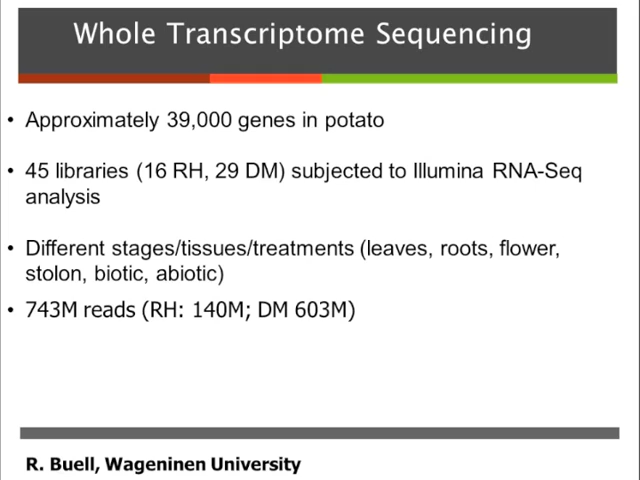 Whole Transcriptome Sequencing
• Approximately 39,000 genes in potato
• 45 libraries (16 RH, 29 DM) subjected to Illumina RNA-Seq
analysis
• Different stages/tissues/treatments (leaves, roots, flower,
stolon, biotic, abiotic)
• 743M reads (RH: 140M; DM 603M)
R. Buell, Wageninen University